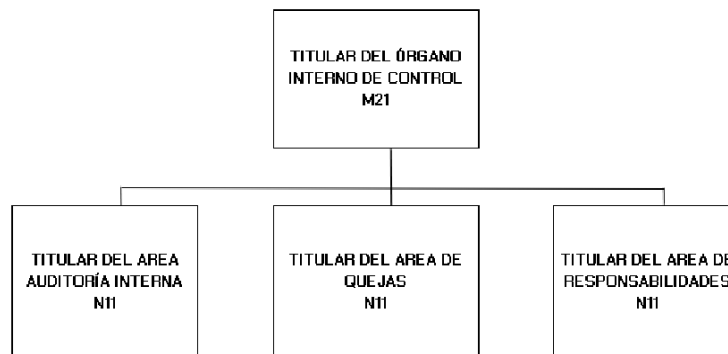 TITULAR DEL ÓRGANO
INTERNO DE CONTROL
M21
TITULAR DEL AREA
AUDITORÍA INTERNA
N11
TITULAR DEL AREA DE
QUEJAS
N11
TITULAR DEL AREA DE
RESPONSABILIDADES
N11